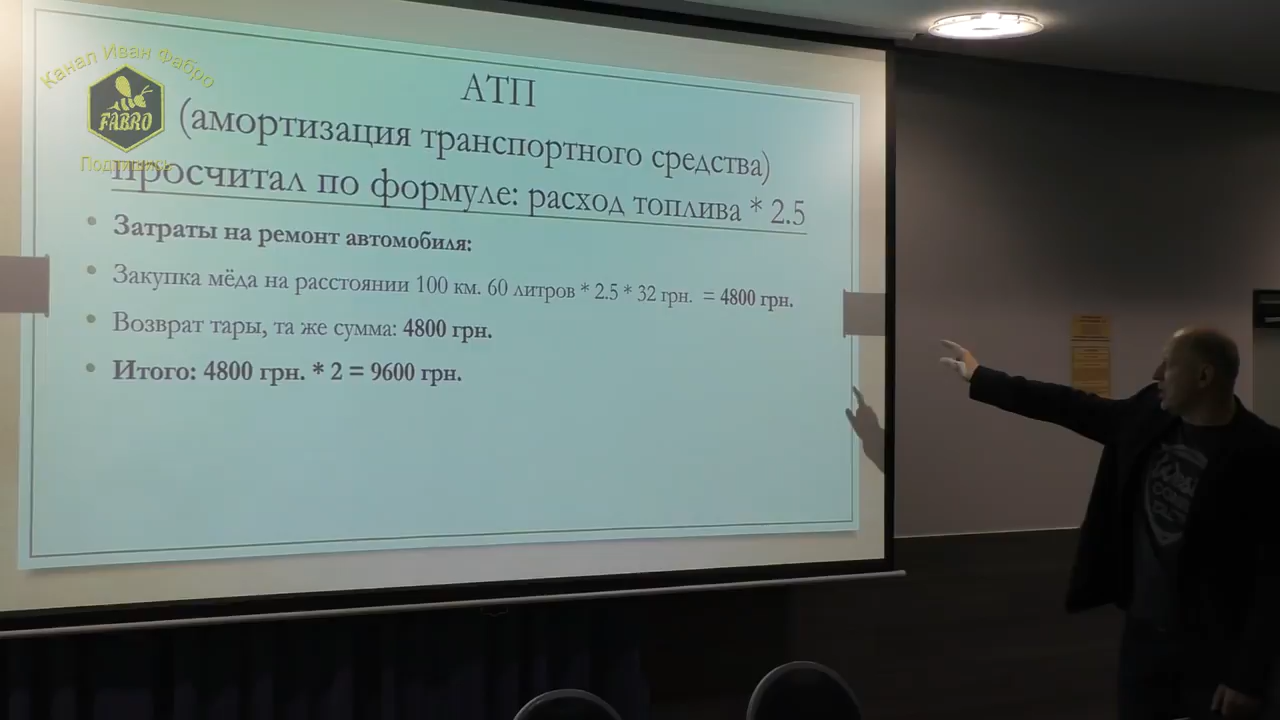 Канал Иван Фабро
FABRO
АТП
(амортизация транспортного средства)
просчитал по формуле: расход топлива * 2.5
• Затраты на ремонт автомобиля:
• Закупка мёда на расстоянии 100 км. 60 литров * 2.5 * 32 грн. = 4800 грн.
• Возврат тары, та же сумма: 4800 грн.
• Итого: 4800 грн. * 2 = 9600 грн.